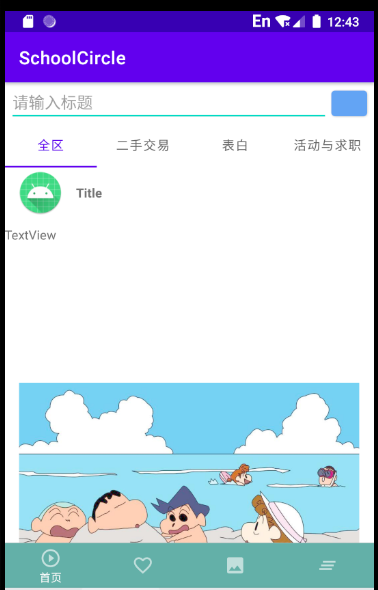 En 12:43
SchoolCircle
请输入标题
全区 二手交易 表白 活动与求职
Title
TextView
首页